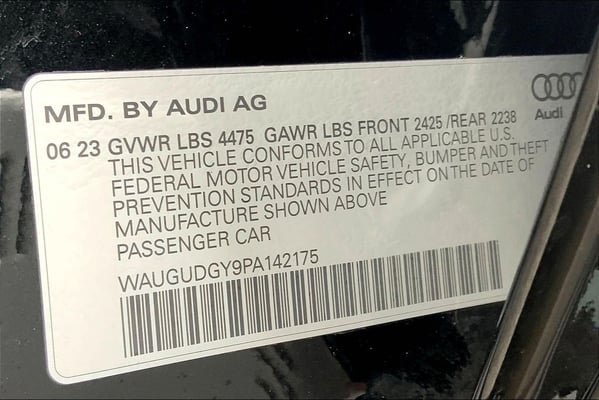 MFD. BY AUDI AG
Audi
06 23 GVWR LBS 4475 GAWR LBS FRONT 2425 /REAR 2238
THIS VEHICLE CONFORMS TO ALL APPLICABLE U.S.
FEDERAL MOTOR VEHICLE SAFETY, BUMPER AND THEFT
PREVENTION STANDARDS IN EFFECT ON THE DATE OF
MANUFACTURE SHOWN ABOVE
PASSENGER CAR
WAUGUDGY9PA142175